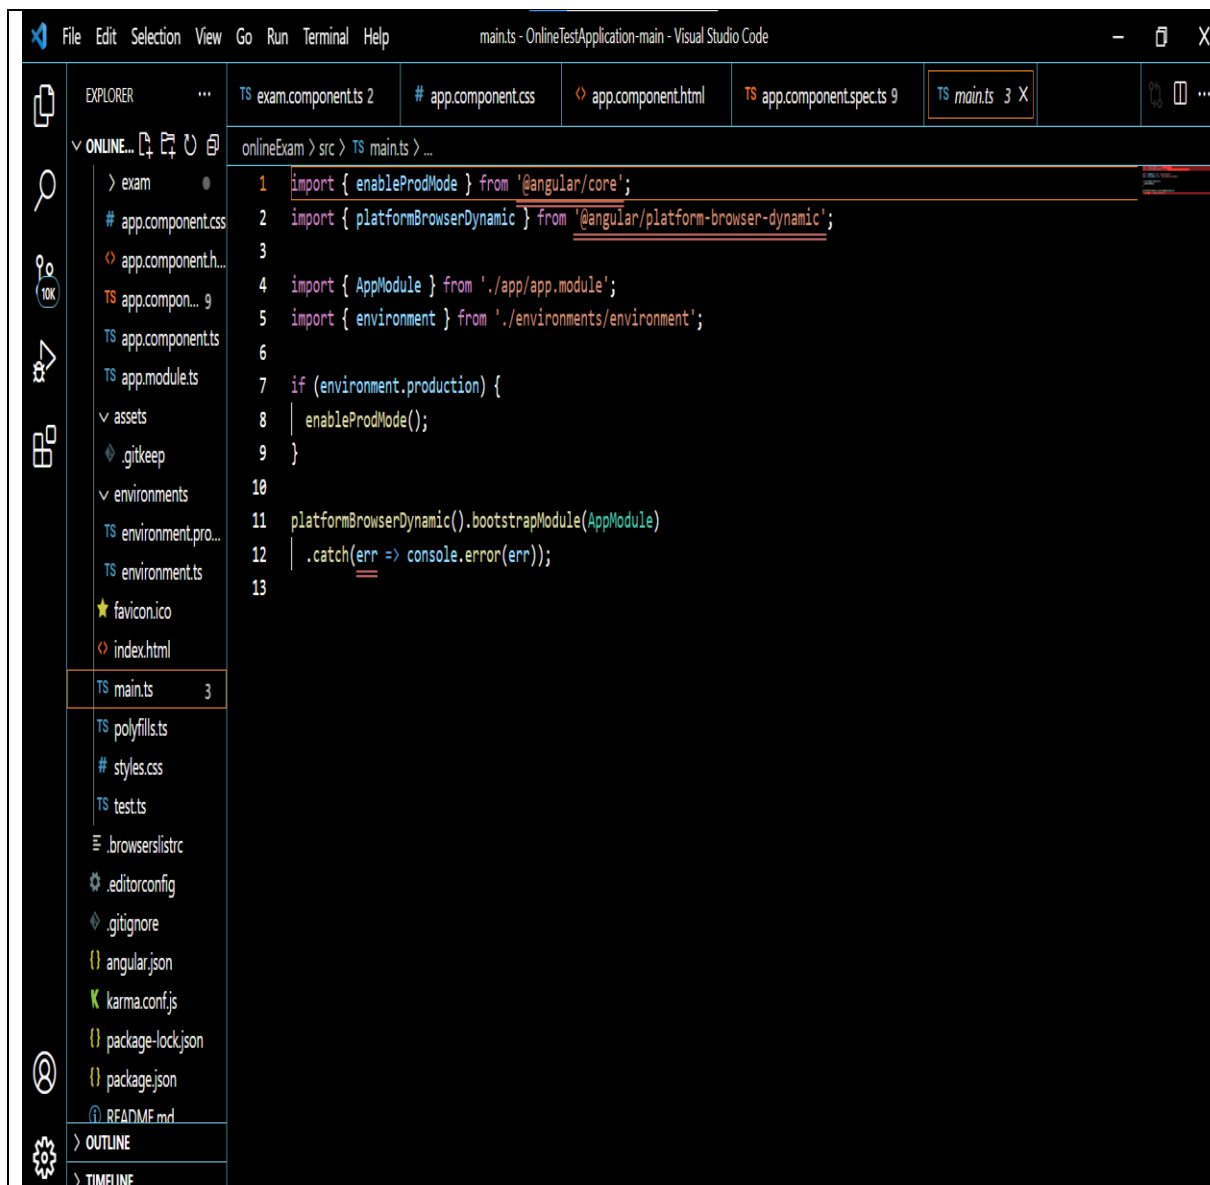 File Edit Selection View Go Run Terminal Help main.ts - OnlineTestApplication-main - Visual Studio Code
EXPLORER ...
TS exam.component.ts 2 # app.component.css <> app.component.html TS app.component.spec.ts 9 TS main.ts 3 X
ONLINE...
onlineExam > src > TS main.ts > ...
10K
> exam
# app.component.css
<> app.component.h...
TS app.compon... 9
TS app.component.ts
TS app.module.ts
assets
.gitkeep
environments
TS environment.pro...
TS environment.ts
favicon.ico
<> index.html
TS main.ts 3
TS polyfills.ts
# styles.css
TS test.ts
.browserslistrc
.editorconfig
.gitignore
{} angular.json
K karma.conf.js
{} package-lock.json
{} package.json
README.md
> OUTLINE
> TIMELINE
1 import { enableProdMode } from '@angular/core';
2 import { platformBrowserDynamic } from '@angular/platform-browser-dynamic';
3
4 import { AppModule } from './app/app.module';
5 import { environment } from './environments/environment';
6
7 if (environment.production) {
8 enableProdMode();
9 }
10
11 platformBrowserDynamic().bootstrapModule(AppModule)
12 .catch(err => console.error(err));
13